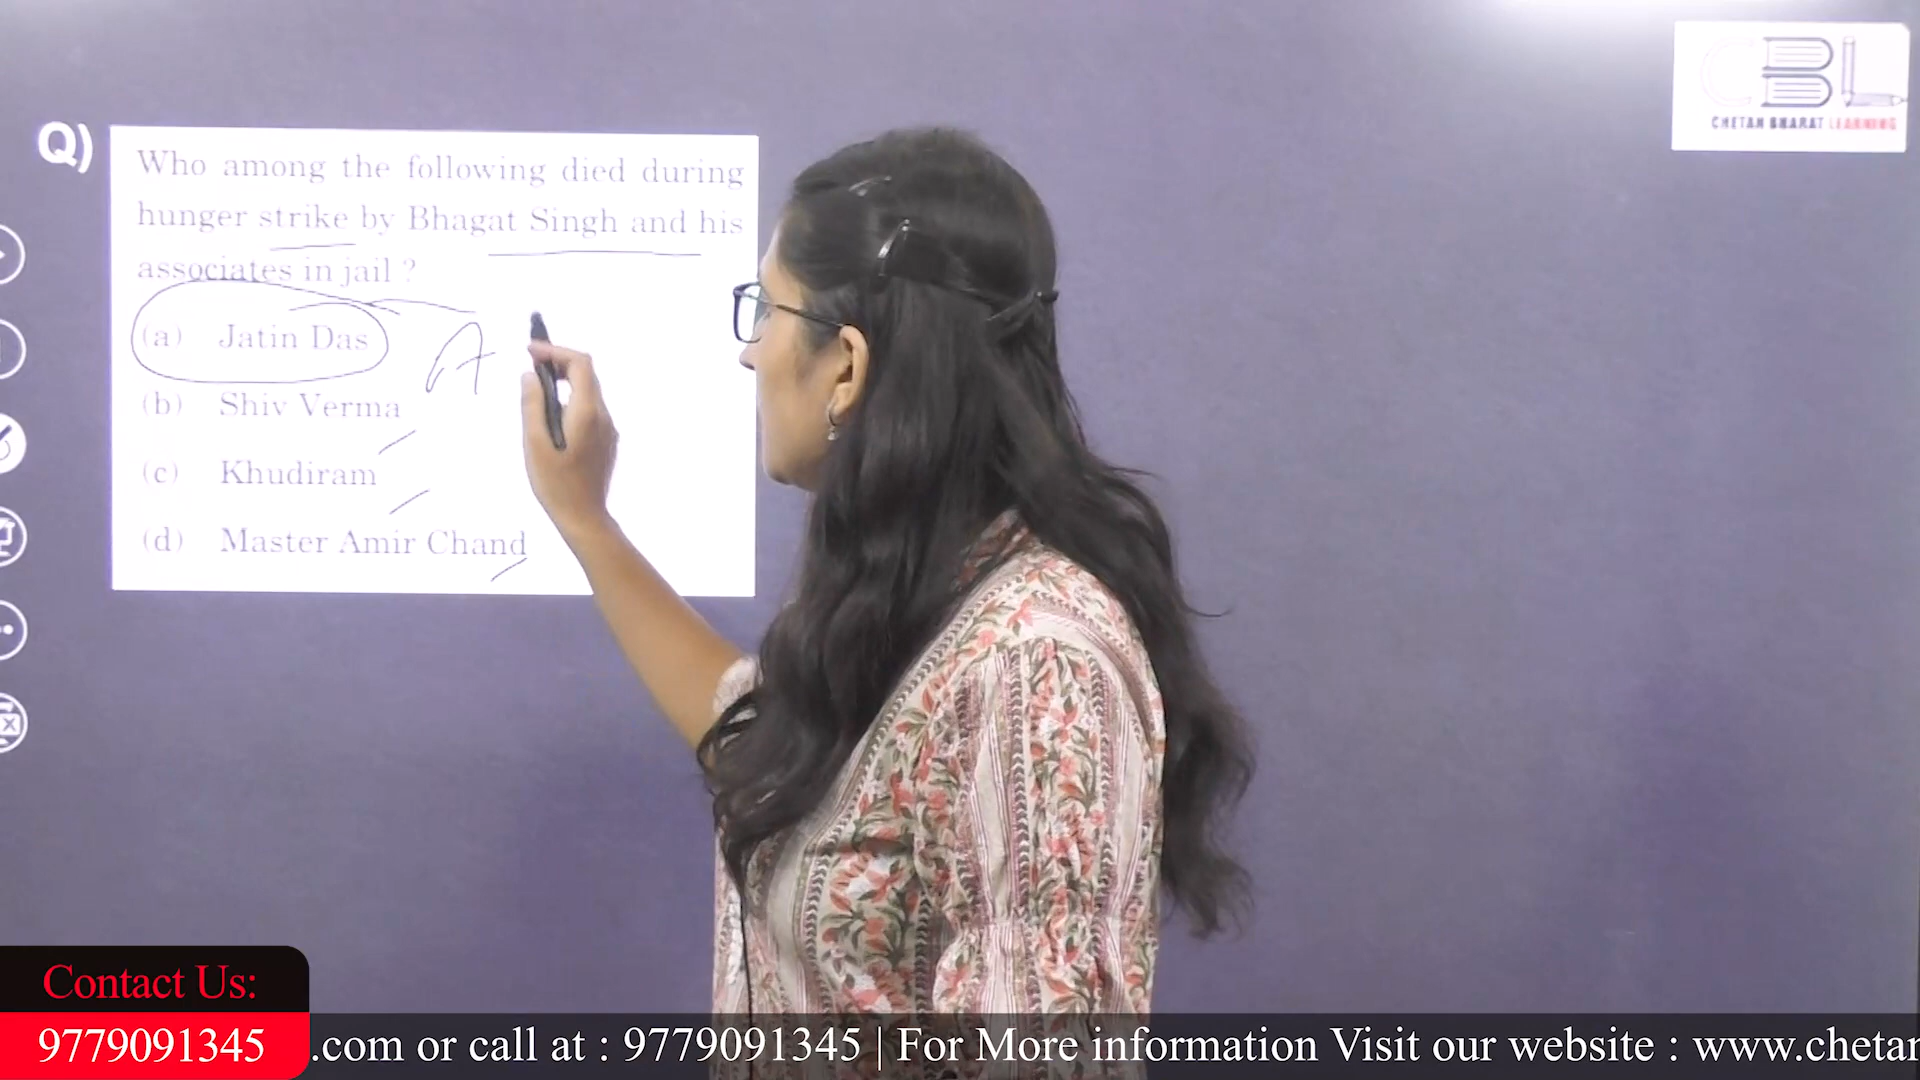 CBL
CHETAN BHARAT LEARNING
Q)
Who among the following died during
hunger strike by Bhagat Singh and his
associates in jail ?
(a) Jatin Das
A
(b) Shiv Verma
(c) Khudiram
(d) Master Amir Chand
Contact Us:
9779091345
.com or call at : 9779091345 | For More information Visit our website : www.chetan